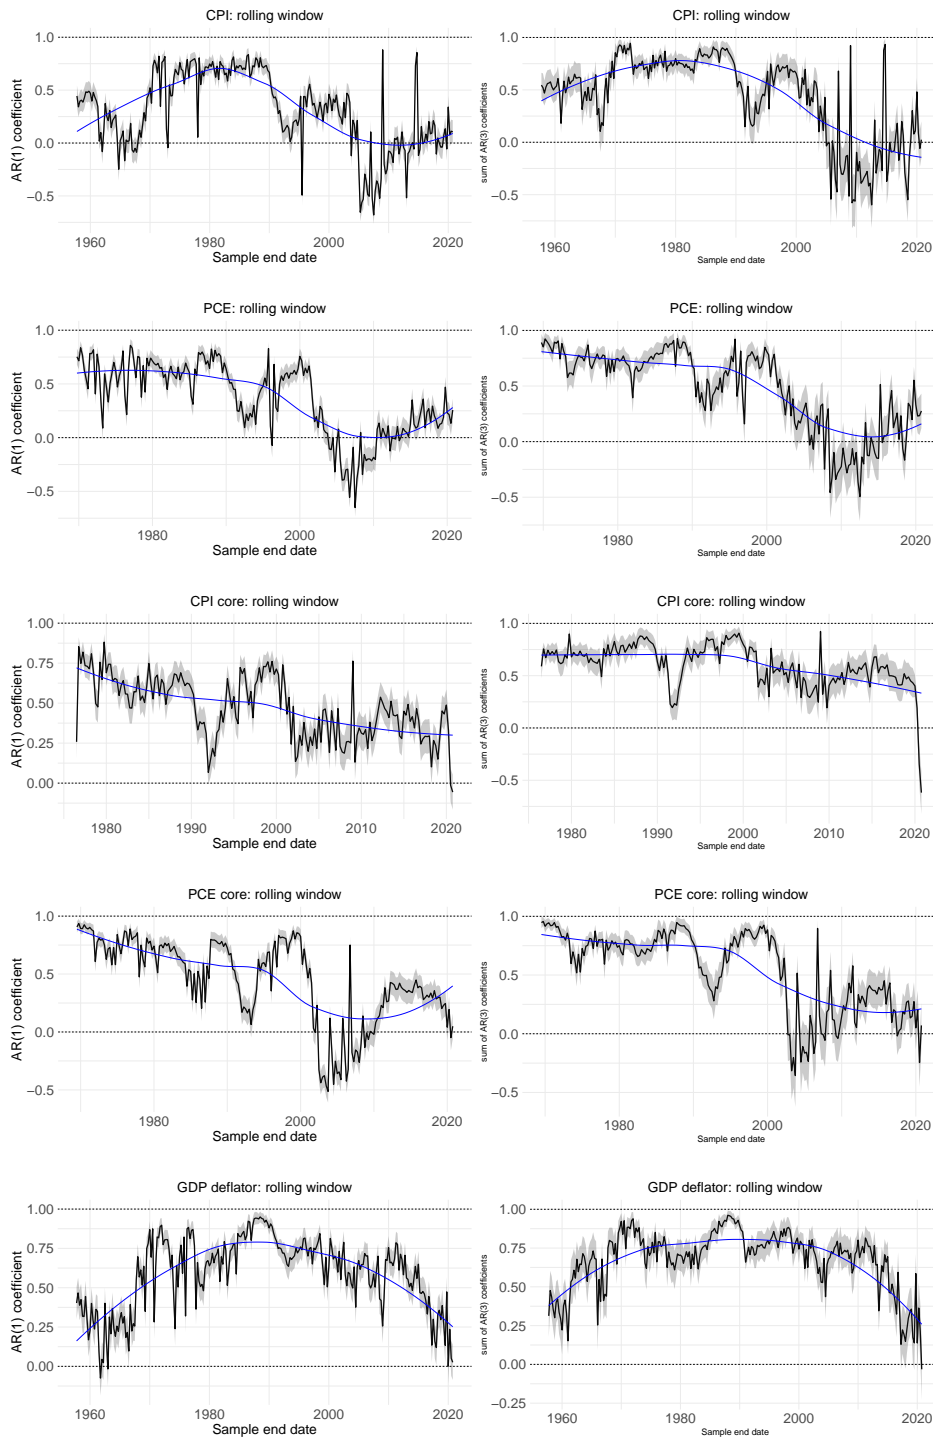 CPI: rolling window
1.0
0.5
0.0
−0.5
AR(1) coefficient
1960 1980 2000 2020
Sample end date
CPI: rolling window
1.0
0.5
0.0
−0.5
sum of AR(3) coefficients
1960 1980 2000 2020
Sample end date
PCE: rolling window
1.0
0.5
0.0
−0.5
AR(1) coefficient
1980 2000 2020
Sample end date
PCE: rolling window
1.0
0.5
0.0
−0.5
sum of AR(3) coefficients
1980 2000 2020
Sample end date
CPI core: rolling window
1.00
0.75
0.50
0.25
0.00
AR(1) coefficient
1980 1990 2000 2010 2020
Sample end date
CPI core: rolling window
1.0
0.5
0.0
−0.5
sum of AR(3) coefficients
1980 1990 2000 2010 2020
Sample end date
PCE core: rolling window
1.0
0.5
0.0
−0.5
AR(1) coefficient
1980 2000 2020
Sample end date
PCE core: rolling window
1.0
0.5
0.0
−0.5
sum of AR(3) coefficients
1980 2000 2020
Sample end date
GDP deflator: rolling window
1.00
0.75
0.50
0.25
0.00
AR(1) coefficient
1960 1980 2000 2020
Sample end date
GDP deflator: rolling window
1.00
0.75
0.50
0.25
0.00
−0.25
sum of AR(3) coefficients
1960 1980 2000 2020
Sample end date